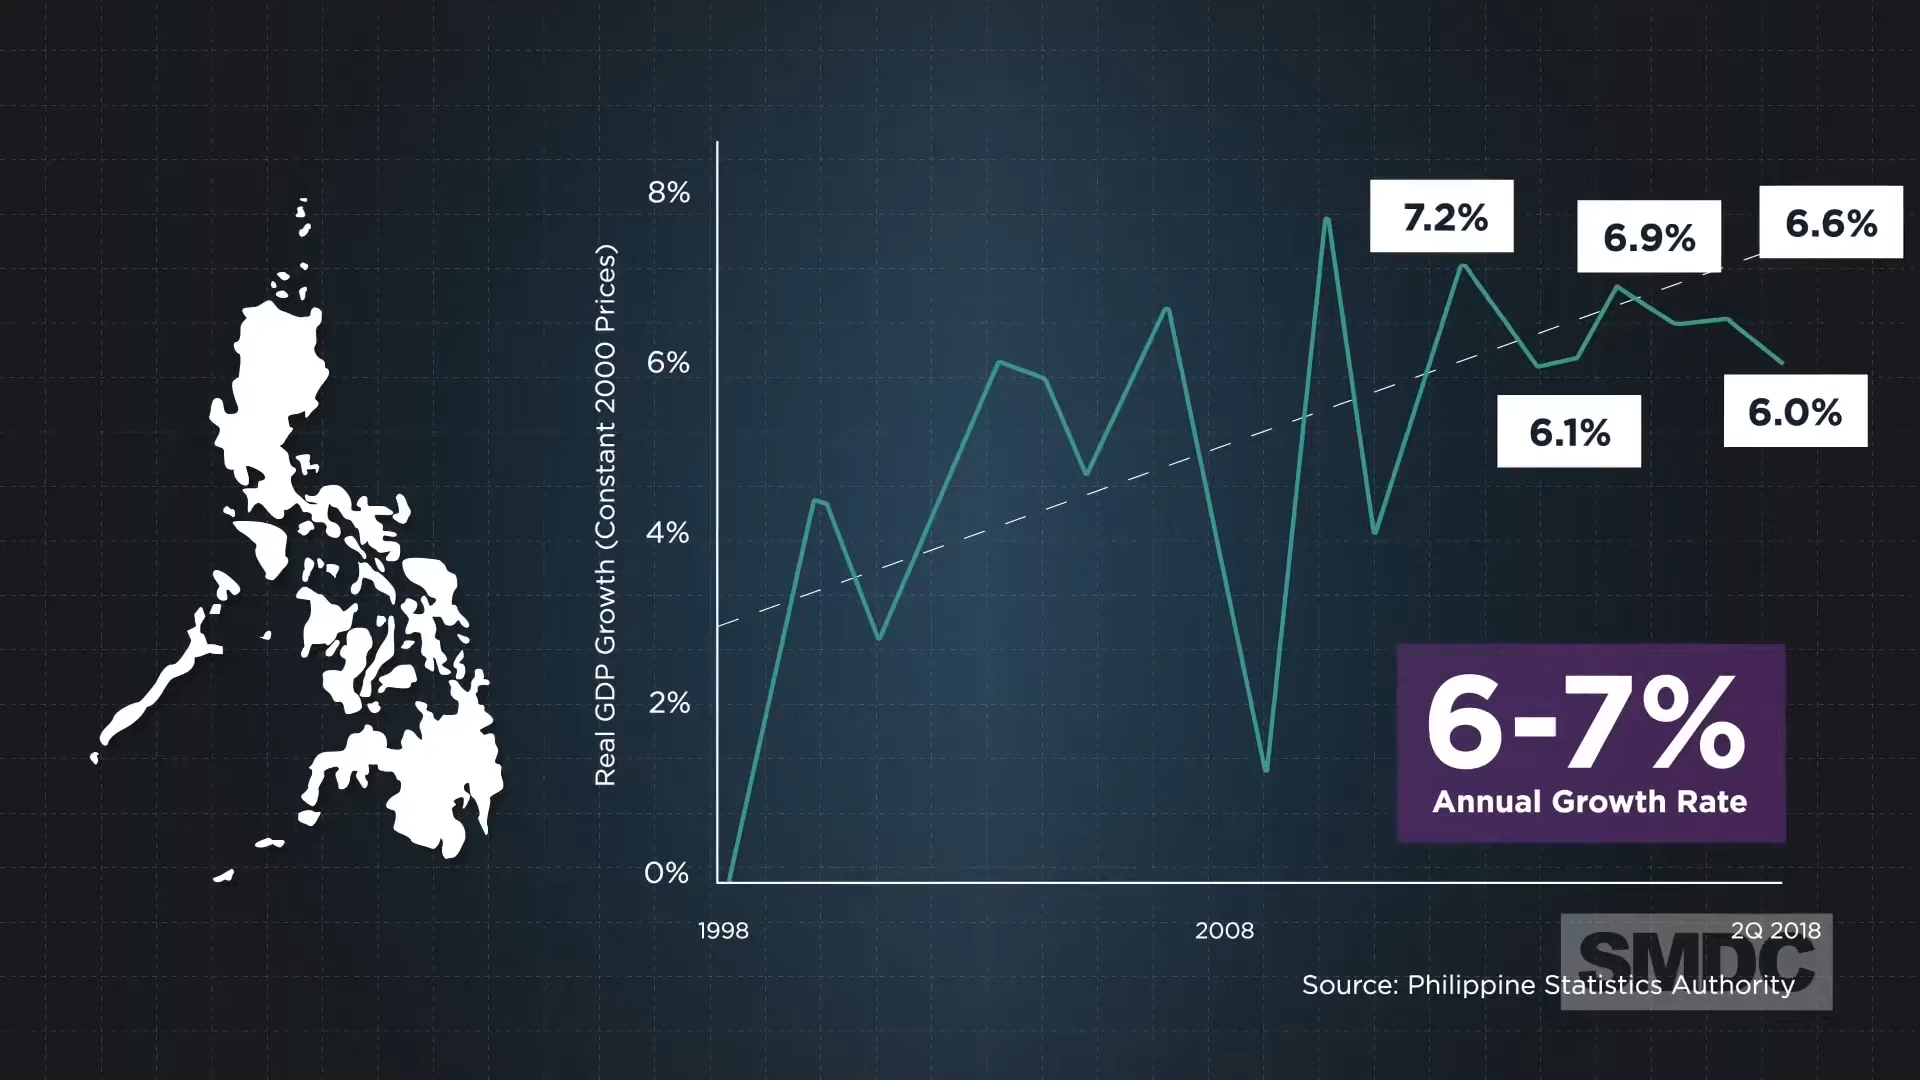 8%
6%
4%
2%
0%
Real GDP Growth (Constant 2000 Prices)
7.2%
6.9%
6.6%
6.1%
6.0%
6-7%
Annual Growth Rate
1998
2008
2Q 2018
SMDC
Source: Philippine Statistics Authority